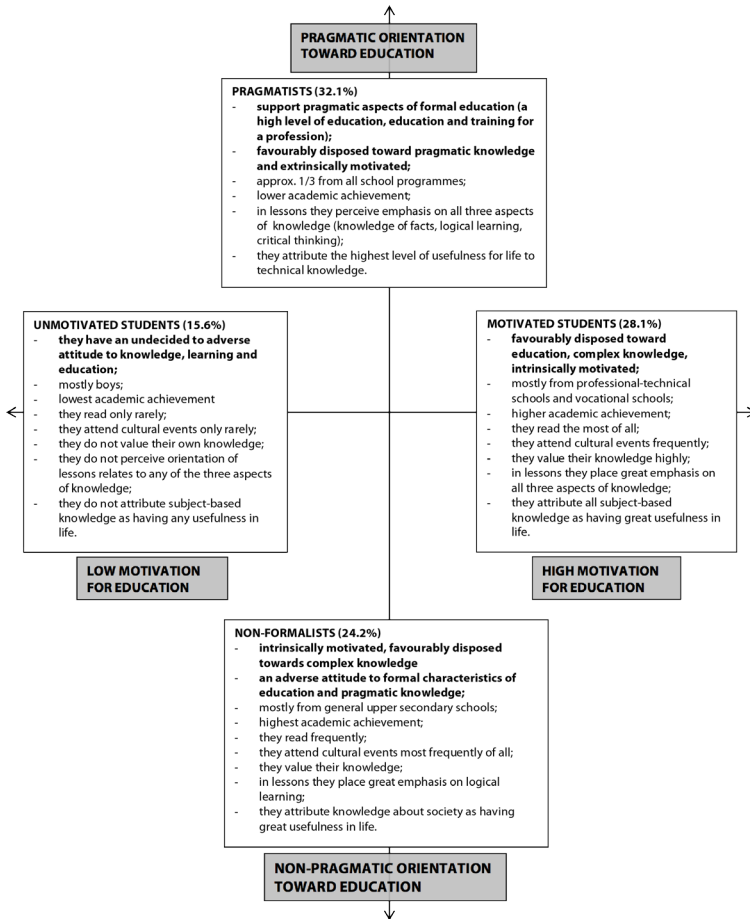 PRAGMATIC ORIENTATION
TOWARD EDUCATION
PRAGMATISTS (32.1%)
- support pragmatic aspects of formal education (a
high level of education, education and training for
a profession);
- favourably disposed toward pragmatic knowledge
and extrinsically motivated;
- approx. 1/3 from all school programmes;
- lower academic achievement;
- in lessons they perceive emphasis on all three aspects
of knowledge (knowledge of facts, logical learning,
critical thinking);
- they attribute the highest level of usefulness for life to
technical knowledge.
UNMOTIVATED STUDENTS (15.6%)
- they have an undecided to adverse
attitude to knowledge, learning and
education;
- mostly boys;
- lowest academic achievement
- they read only rarely;
- they attend cultural events only rarely;
- they do not value their own knowledge;
- they do not perceive orientation of
lessons relates to any of the three aspects
of knowledge;
- they do not attribute subject-based
knowledge as having any usefulness in
life.
LOW MOTIVATION
FOR EDUCATION
MOTIVATED STUDENTS (28.1%)
- favourably disposed toward
education, complex knowledge,
intrinsically motivated;
- mostly from professional-technical
schools and vocational schools;
- higher academic achievement;
- they read the most of all;
- they attend cultural events frequently;
- they value their knowledge highly;
- in lessons they place great emphasis on
all three aspects of knowledge;
- they attribute all subject-based
knowledge as having great usefulness in
life.
HIGH MOTIVATION
FOR EDUCATION
NON-FORMALISTS (24.2%)
- intrinsically motivated, favourably disposed
towards complex knowledge
- an adverse attitude to formal characteristics of
education and pragmatic knowledge;
- mostly from general upper secondary schools;
- highest academic achievement;
- they read frequently;
- they attend cultural events most frequently of all;
- they value their knowledge;
- in lessons they place great emphasis on logical
learning;
- they attribute knowledge about society as having
great usefulness in life.
NON-PRAGMATIC ORIENTATION
TOWARD EDUCATION